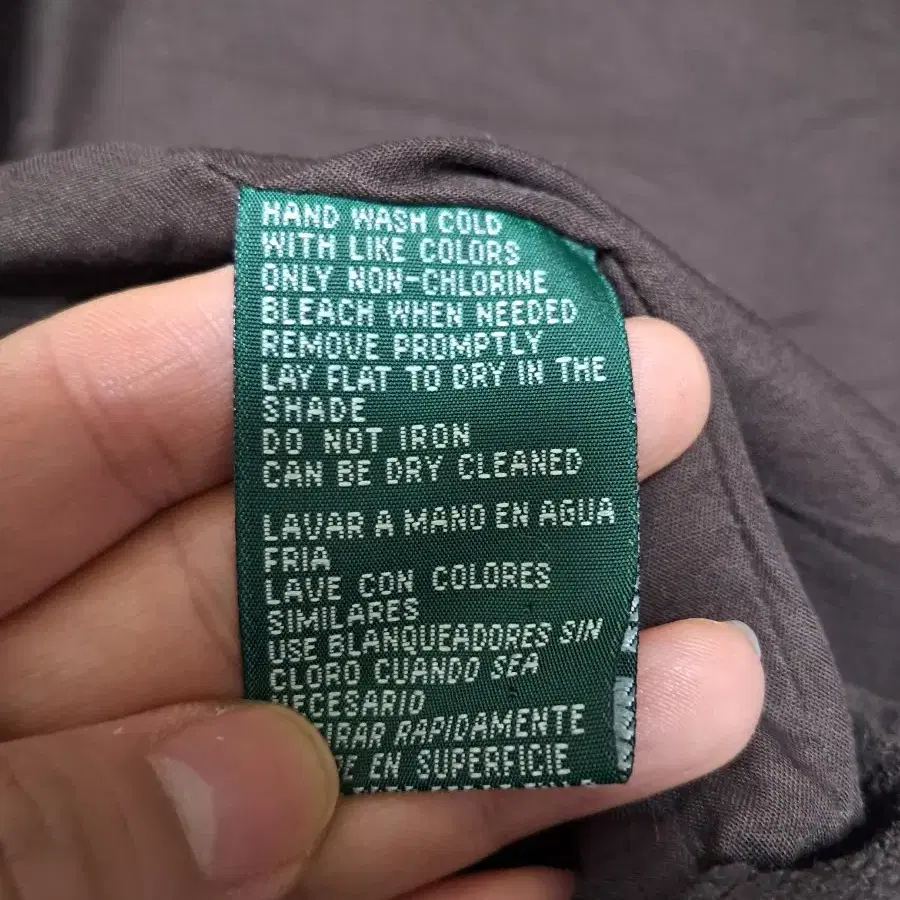 HAND WASH COLD
WITH LIKE COLORS
ONLY NON-CHLORINE
BLEACH WHEN NEEDED
REMOVE PROMPTLY
LAY FLAT TO DRY IN THE
SHADE
DO NOT IRON
CAN BE DRY CLEANED
LAVAR A MANO EN AGUA
FRIA
LAVE CON COLORES
SIMILARES
USE BLANQUEADORES SIN
CLORO CUANDO SEA
RAPIDAMENTE
EN SUPERFICIE